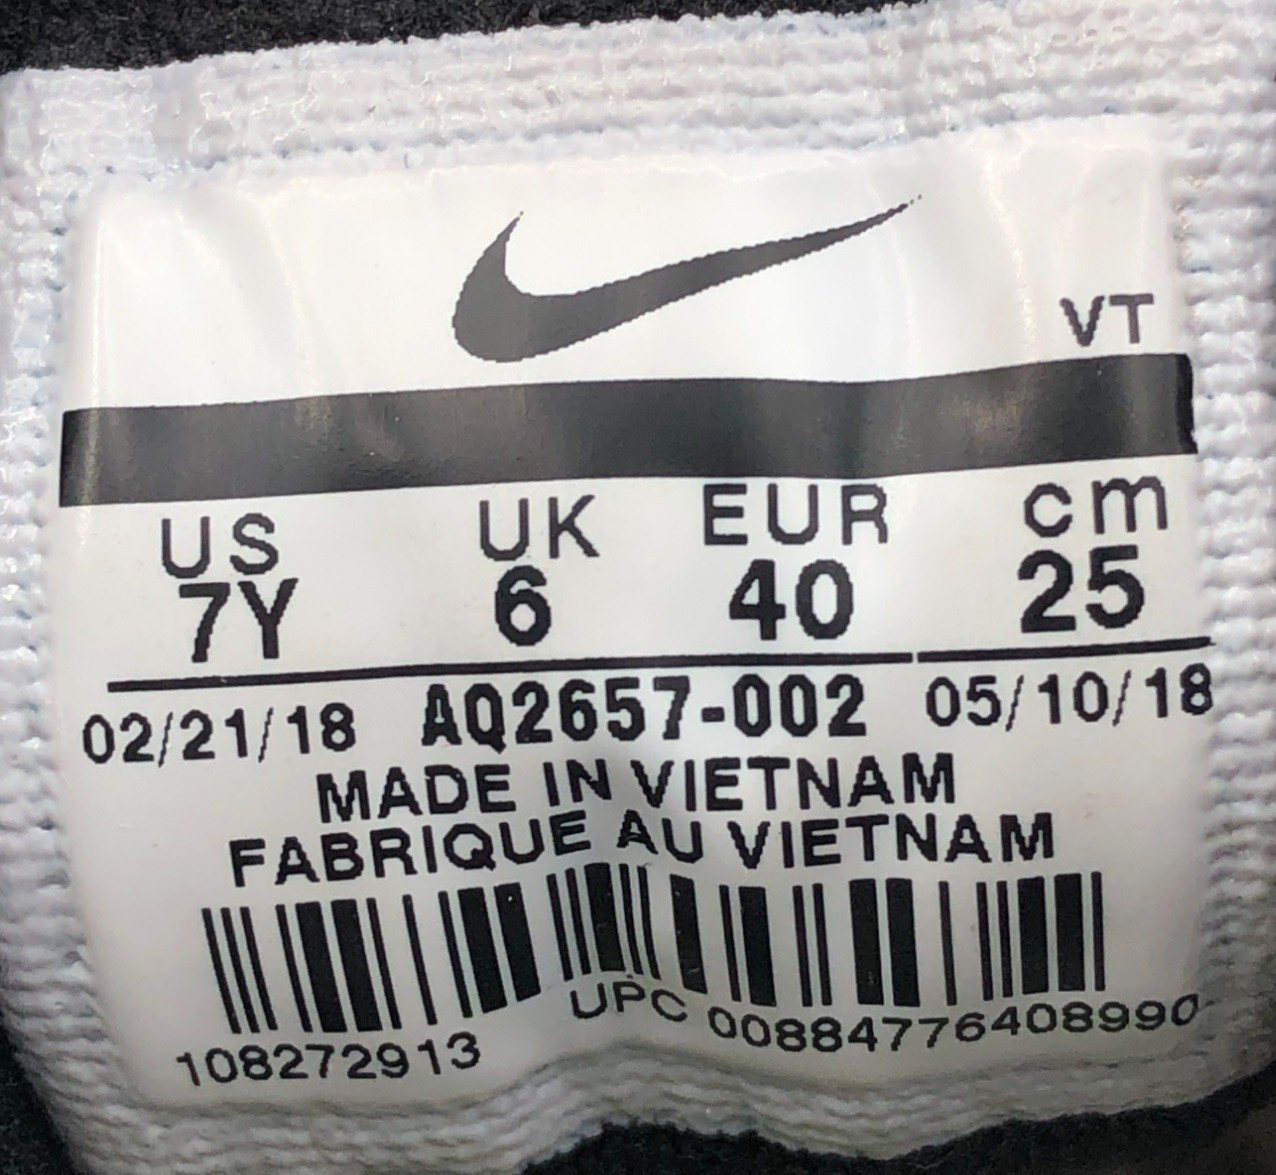 VT
US UK EUR cm
7Y 6 40 25
02/21/18 AQ2657-002 05/10/18
MADE IN VIETNAM
FABRIQUE AU VIETNAM
108272913 UPC 00884776408990